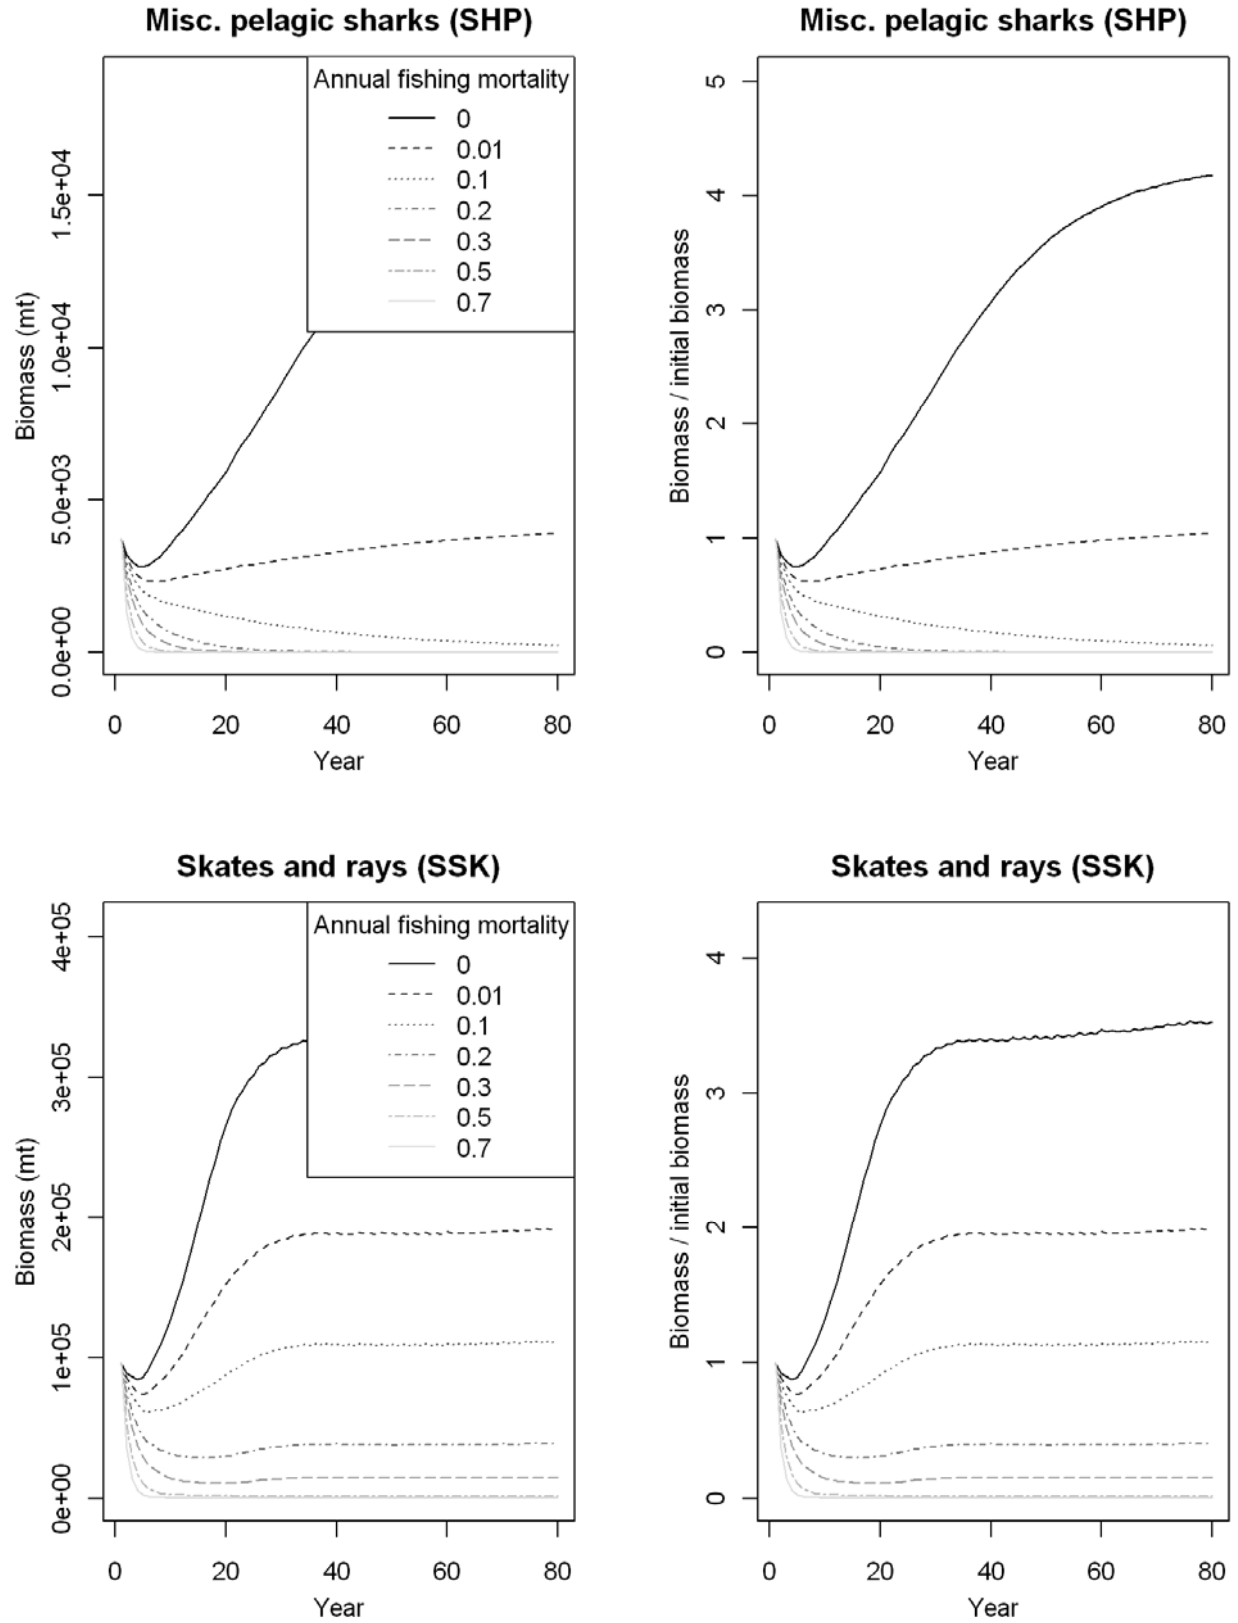 Misc. pelagic sharks (SHP)
Annual fishing mortality
0
0.01
0.1
0.2
0.3
0.5
0.7
Biomass (mt)
0.0e+00 5.0e+03 1.0e+04 1.5e+04
0 20 40 60 80
Year
Misc. pelagic sharks (SHP)
Biomass / initial biomass
0 1 2 3 4 5
0 20 40 60 80
Year
Skates and rays (SSK)
Annual fishing mortality
0
0.01
0.1
0.2
0.3
0.5
0.7
Biomass (mt)
0e+00 1e+05 2e+05 3e+05 4e+05
0 20 40 60 80
Year
Skates and rays (SSK)
Biomass / initial biomass
0 1 2 3 4
0 20 40 60 80
Year